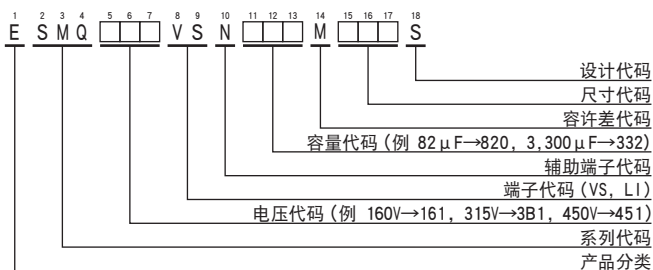 1 2 3 4 5 6 7 8 9 10 11 12 13 14 15 16 17 18
E SMQ □□□ VS N □□□ M □□□ S
设计代码
尺寸代码
容许差代码
容量代码(例 82μF→820, 3,300μF→332)
辅助端子代码
端子代码(VS, LI)
电压代码(例 160V→161, 315V→3B1, 450V→451)
系列代码
产品分类